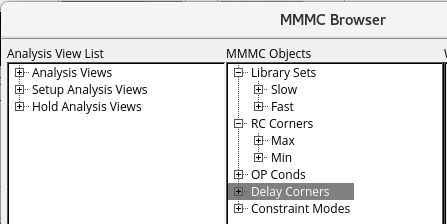 MMMC Browser
Analysis View List
Analysis Views
Setup Analysis Views
Hold Analysis Views
MMMC Objects
Library Sets
Slow
Fast
RC Corners
Max
Min
OP Conds
Delay Corners
Constraint Modes